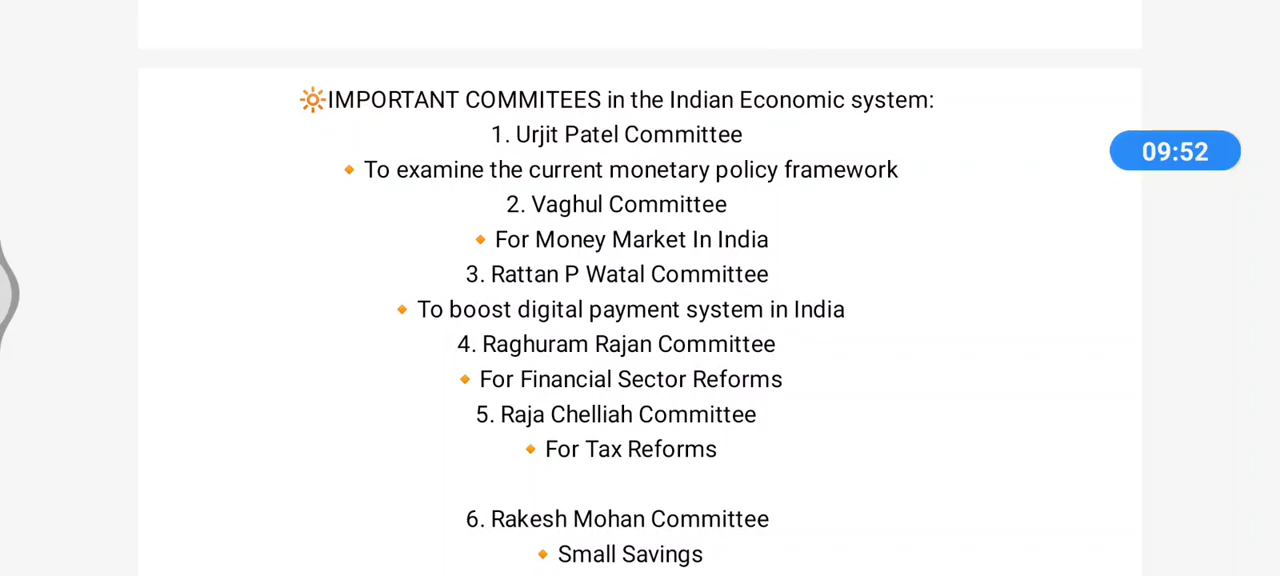 🔆IMPORTANT COMMITEES in the Indian Economic system:
1. Urjit Patel Committee
🔸To examine the current monetary policy framework
09:52
2. Vaghul Committee
🔸For Money Market In India
3. Rattan P Watal Committee
🔸To boost digital payment system in India
4. Raghuram Rajan Committee
🔸For Financial Sector Reforms
5. Raja Chelliah Committee
🔸For Tax Reforms
6. Rakesh Mohan Committee
🔸Small Savings